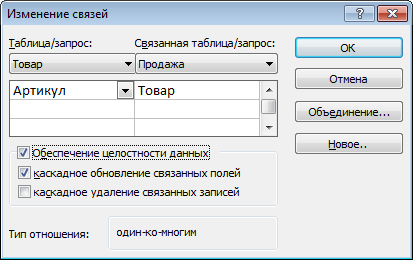 Изменение связей
Таблица/запрос: Связанная таблица/запрос:
Товар Продажа
Артикул Товар
Обеспечение целостности данных
каскадное обновление связанных полей
каскадное удаление связанных записей
Тип отношения: один-ко-многим
ОК
Отмена
Объединение...
Новое..